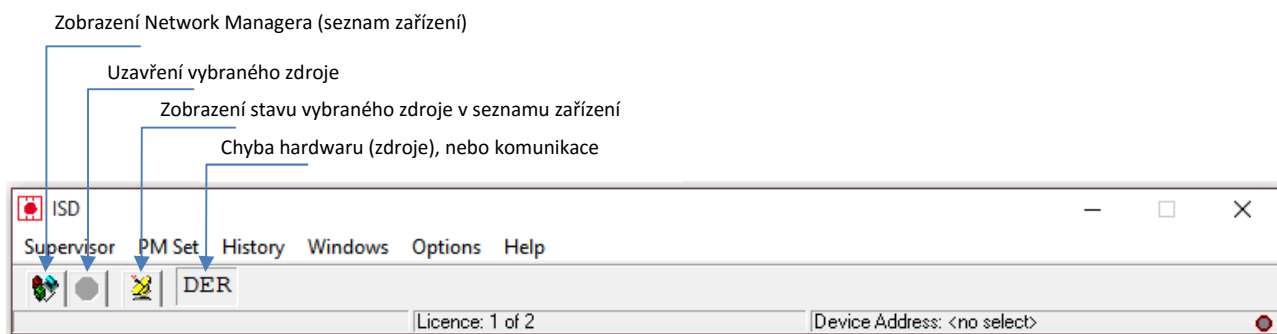 Zobrazení Network Managera (seznam zařízení)
Uzavření vybraného zdroje
Zobrazení stavu vybraného zdroje v seznamu zařízení
Chyba hardwaru (zdroje), nebo komunikace
ISD
Supervisor PM Set History Windows Options Help
DER
Licence: 1 of 2 Device Address: <no select>